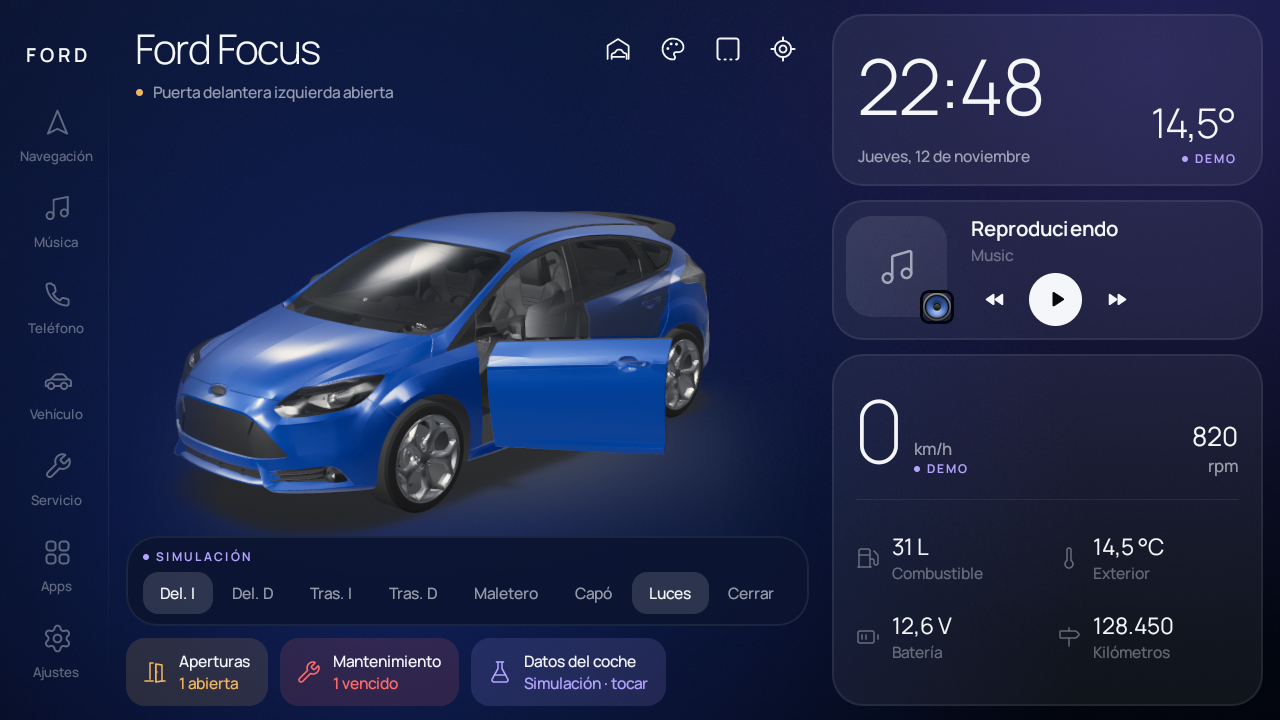 FORD
Navegación
Música
Teléfono
Vehículo
Servicio
Apps
Ajustes
Ford Focus
Puerta delantera izquierda abierta
SIMULACIÓN
Del. I
Del. D
Tras. I
Tras. D
Maletero
Capó
Luces
Cerrar
Aperturas
1 abierta
Mantenimiento
1 vencido
Datos del coche
Simulación · tocar
22:48
Jueves, 12 de noviembre
14,5°
DEMO
Reproduciendo
Music
0
km/h
DEMO
820
rpm
31 L
Combustible
14,5 °C
Exterior
12,6 V
Batería
128.450
Kilómetros